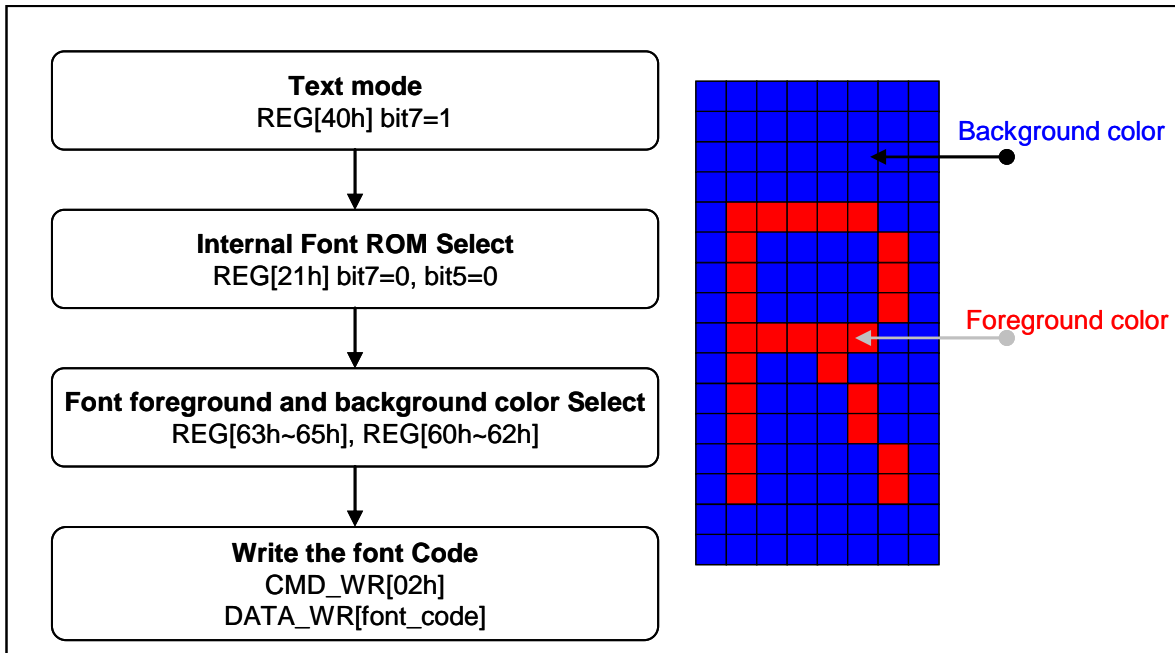 Text mode
REG[40h] bit7=1
Internal Font ROM Select
REG[21h] bit7=0, bit5=0
Font foreground and background color Select
REG[63h~65h], REG[60h~62h]
Write the font Code
CMD_WR[02h]
DATA_WR[font_code]
Background color
Foreground color